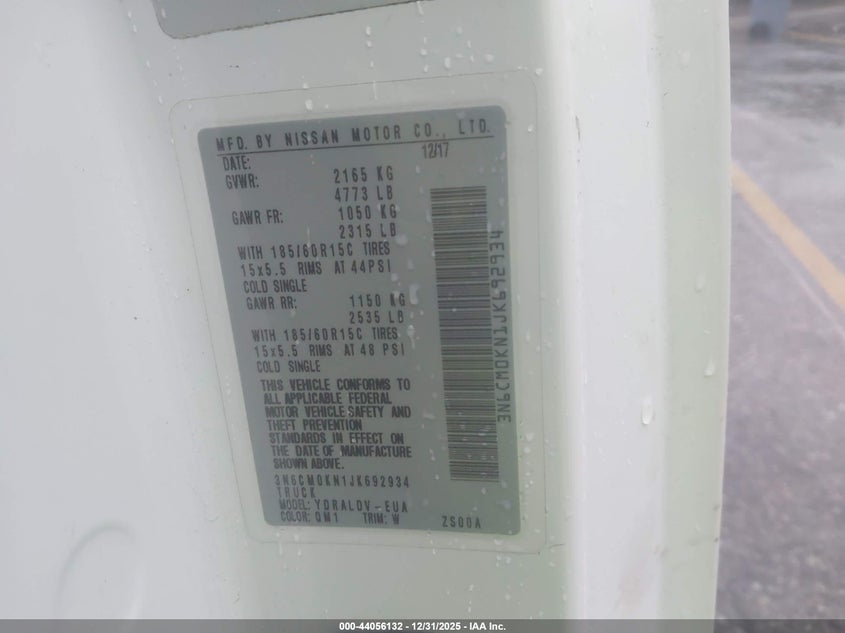 MFD. BY NISSAN MOTOR CO., LTD.
DATE: 12/17
GVWR: 2165 KG
4773 LB
GAWR FR: 1050 KG
2315 LB
WITH 185/60R15C TIRES
15x5.5 RIMS AT 44PSI
COLD SINGLE
GAWR RR: 1150 KG
2535 LB
WITH 185/60R15C TIRES
15x5.5 RIMS AT 48 PSI
COLD SINGLE
THIS VEHICLE CONFORMS TO
ALL APPLICABLE FEDERAL
MOTOR VEHICLE SAFETY AND
THEFT PREVENTION
STANDARDS IN EFFECT ON
THE DATE OF MANUFACTURE
SHOWN ABOVE.
3N6CM0KN1JK692934
TRUCK
MODEL: YDRALOV-EUA
COLOR: QM1 TRIM: W ZS00A
3N6CM0KN1JK692934
000-44056132 - 12/31/2025 - IAA Inc.